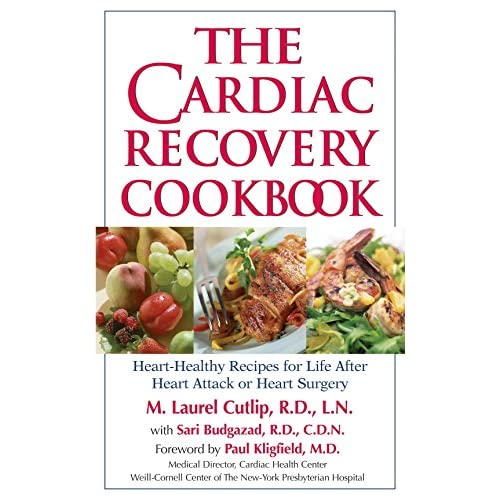 THE
CARDIAC
RECOVERY
COOKBOOK
Heart-Healthy Recipes for Life After
Heart Attack or Heart Surgery
M. Laurel Cutlip, R.D., L.N.
with Sari Budgazad, R.D., C.D.N.
Foreword by Paul Kligfield, M.D.
Medical Director, Cardiac Health Center
Weill-Cornell Center of The New-York Presbyterian Hospital